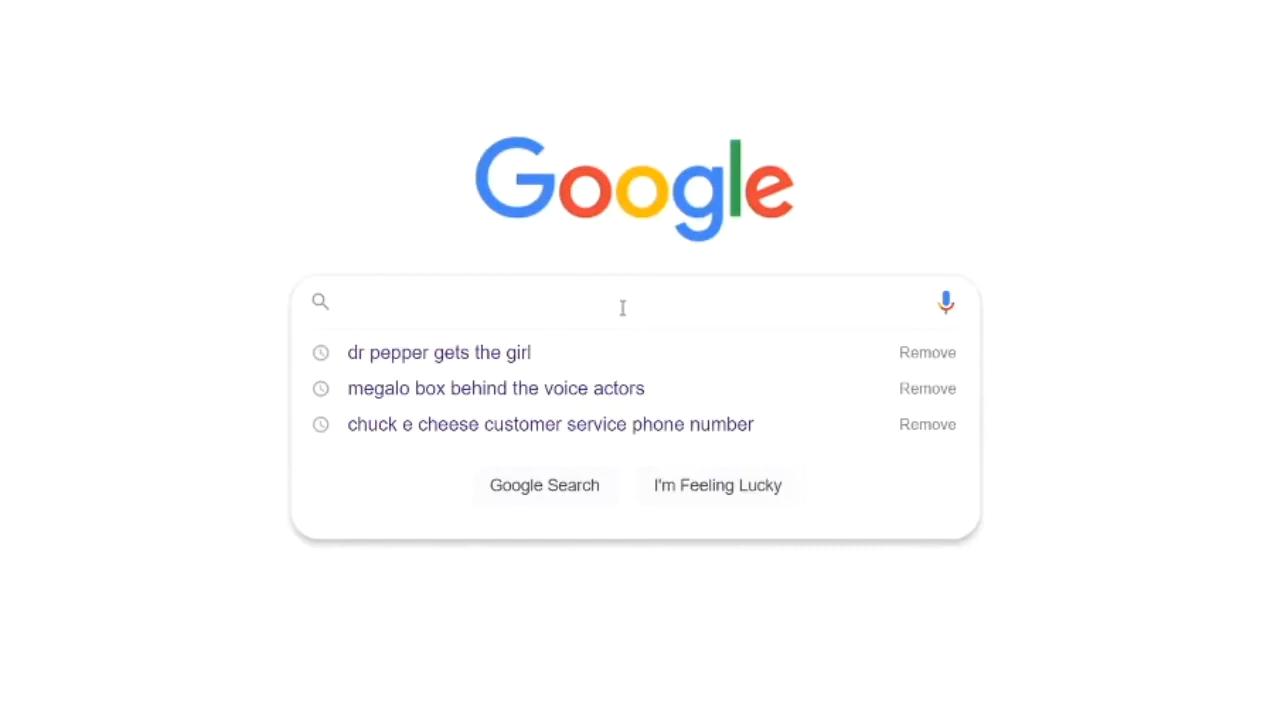 Google
dr pepper gets the girl Remove
megalo box behind the voice actors Remove
chuck e cheese customer service phone number Remove
Google Search I'm Feeling Lucky